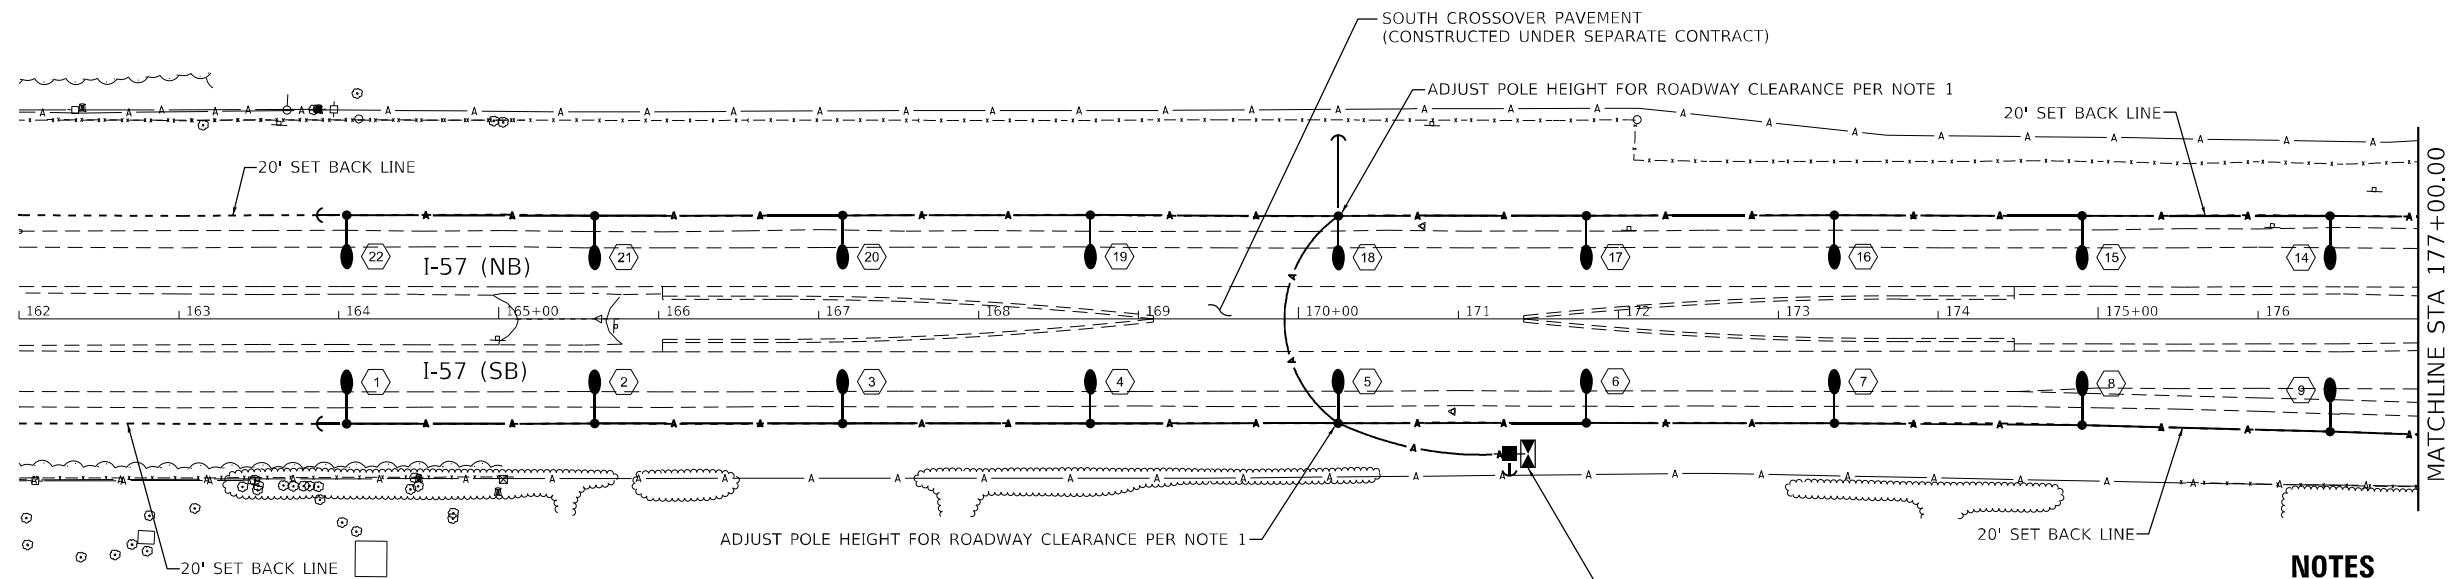 SOUTH CROSSOVER PAVEMENT
(CONSTRUCTED UNDER SEPARATE CONTRACT)
ADJUST POLE HEIGHT FOR ROADWAY CLEARANCE PER NOTE 1
20' SET BACK LINE
20' SET BACK LINE
22 21 20 19 18 17 16 15 14
I-57 (NB)
162 163 164 165+00 166 167 168 169 170+00 171 172 173 174 175+00 176
I-57 (SB)
1 2 3 4 5 6 7 8 9
MATCHLINE STA 177+00.00
ADJUST POLE HEIGHT FOR ROADWAY CLEARANCE PER NOTE 1
20' SET BACK LINE
20' SET BACK LINE
NOTES